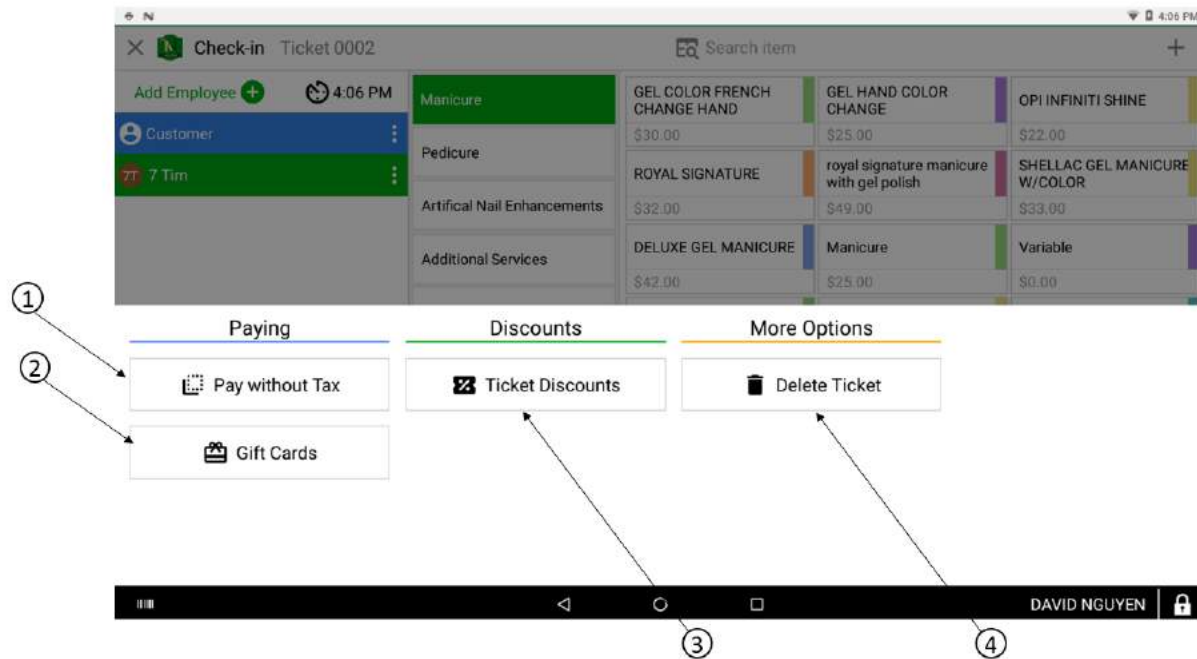 4:06 PM
Check-in Ticket 0002
Search item
Add Employee
4:06 PM
Customer
7T 7 Tim
Manicure
Pedicure
Artifical Nail Enhancements
Additional Services
GEL COLOR FRENCH
CHANGE HAND
$30.00
GEL HAND COLOR
CHANGE
$25.00
OPI INFINITI SHINE
$22.00
ROYAL SIGNATURE
$32.00
royal signature manicure
with gel polish
$49.00
SHELLAC GEL MANICURE
W/COLOR
$33.00
DELUXE GEL MANICURE
$42.00
Manicure
$25.00
Variable
$0.00
1
2
Paying
Pay without Tax
Gift Cards
Discounts
Ticket Discounts
More Options
Delete Ticket
DAVID NGUYEN
3
4